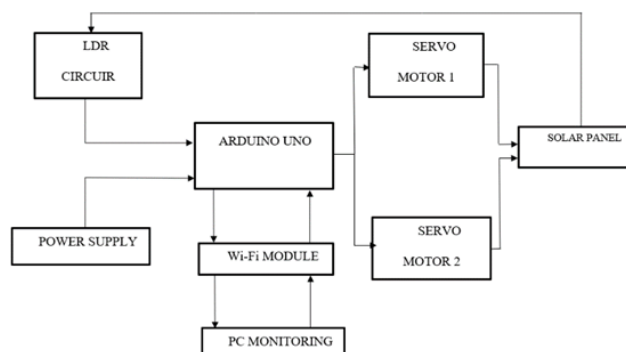 LDR
CIRCUIR
SERVO
MOTOR 1
ARDUINO UNO
SOLAR PANEL
POWER SUPPLY
Wi-Fi MODULE
SERVO
MOTOR 2
PC MONITORING